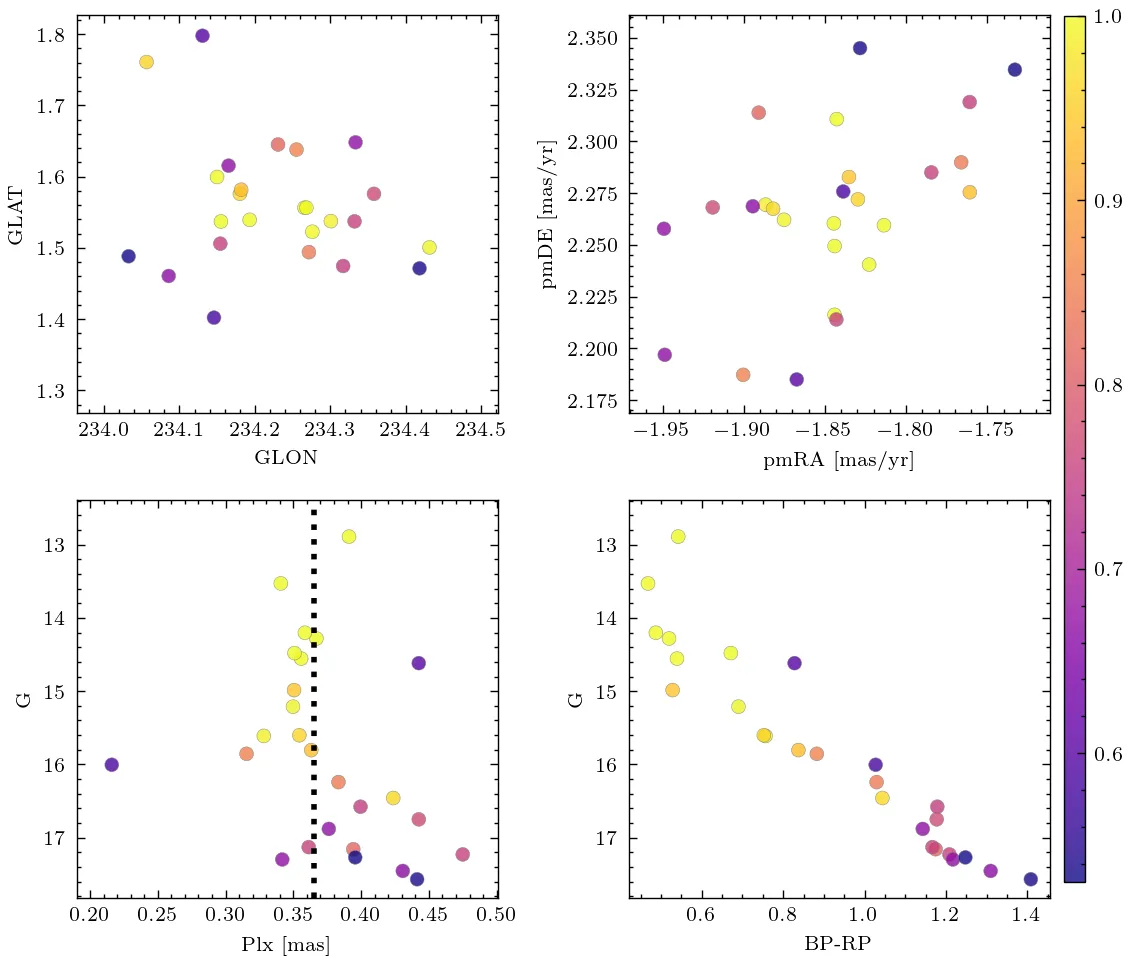 1.8
1.7
1.6
1.5
1.4
1.3
GLAT
234.0 234.1 234.2 234.3 234.4 234.5
GLON
2.350
2.325
2.300
2.275
2.250
2.225
2.200
2.175
pmDE [mas/yr]
−1.95 −1.90 −1.85 −1.80 −1.75
pmRA [mas/yr]
13
14
15
16
17
G
0.20 0.25 0.30 0.35 0.40 0.45 0.50
Plx [mas]
13
14
15
16
17
G
0.6 0.8 1.0 1.2 1.4
BP-RP
1.0
0.9
0.8
0.7
0.6